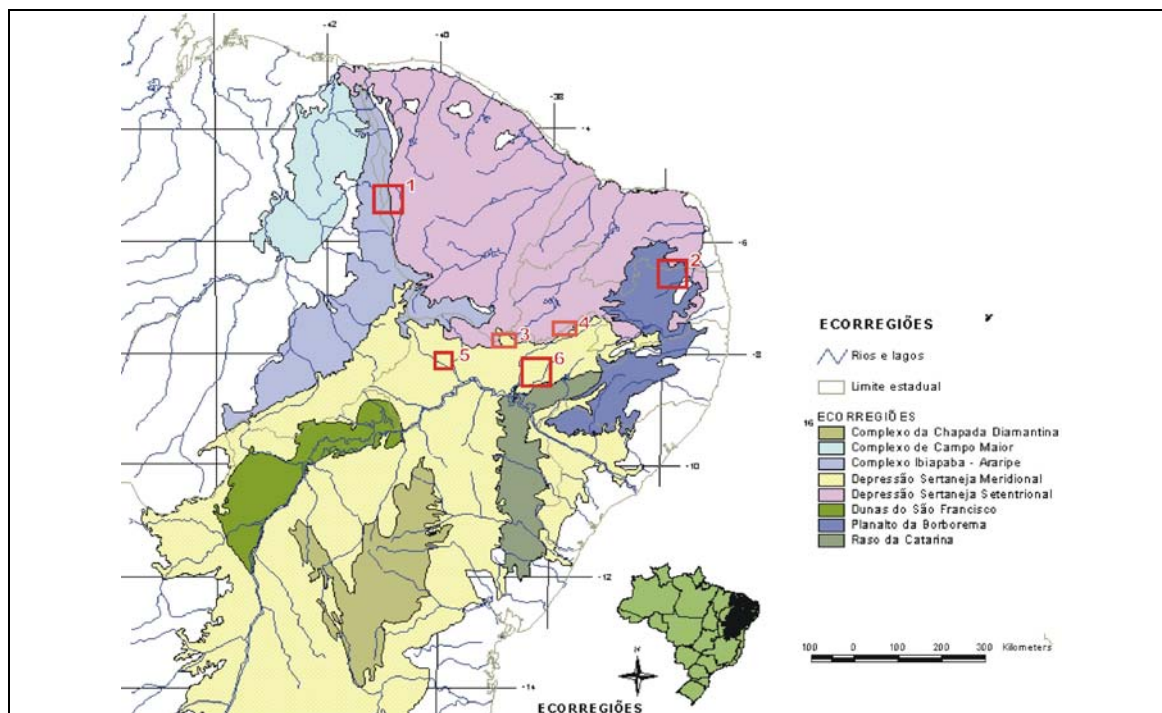 -42
-40
-38
-4
1
-6
2
3
4
5
6
-8
-10
-12
-14
ECORREGIÕES
Rios e lagos
Limite estadual
16 ECORREGIÕES
Complexo da Chapada Diamantina
Complexo de Campo Maior
Complexo Ibiapaba - Araripe
Depressão Sertaneja Meridional
Depressão Sertaneja Setentrional
Dunas do São Francisco
Planalto da Borborema
Raso da Catarina
N
100 0 100 200 300 Kilometers
ECORREGIÕES